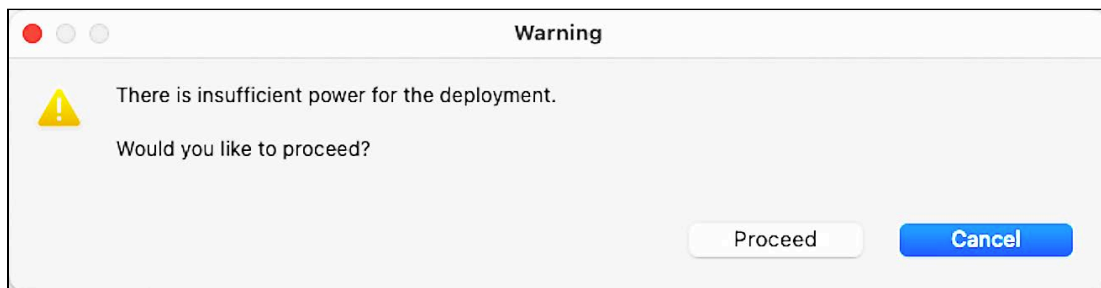 Warning
There is insufficient power for the deployment.
Would you like to proceed?
Proceed Cancel